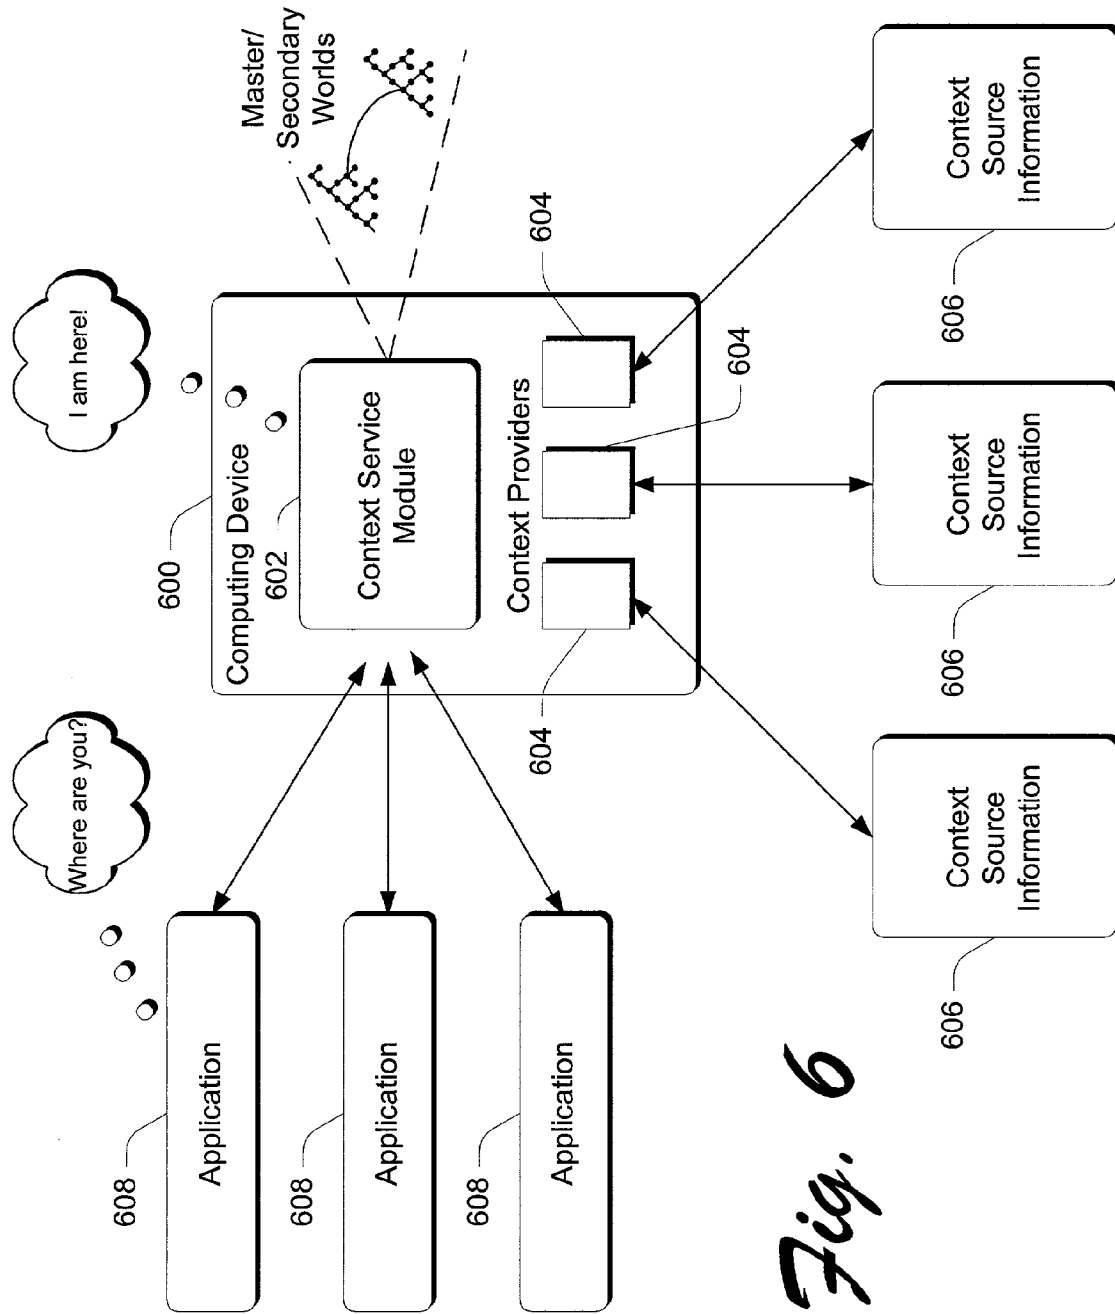 Where are you?
I am here!
608
Application
608
Application
608
Application
600
Computing Device
602
Context Service
Module
Master/
Secondary
Worlds
Context Providers
604
604
604
Context
Source
Information
606
Context
Source
Information
606
Context
Source
Information
606
Fig. 6